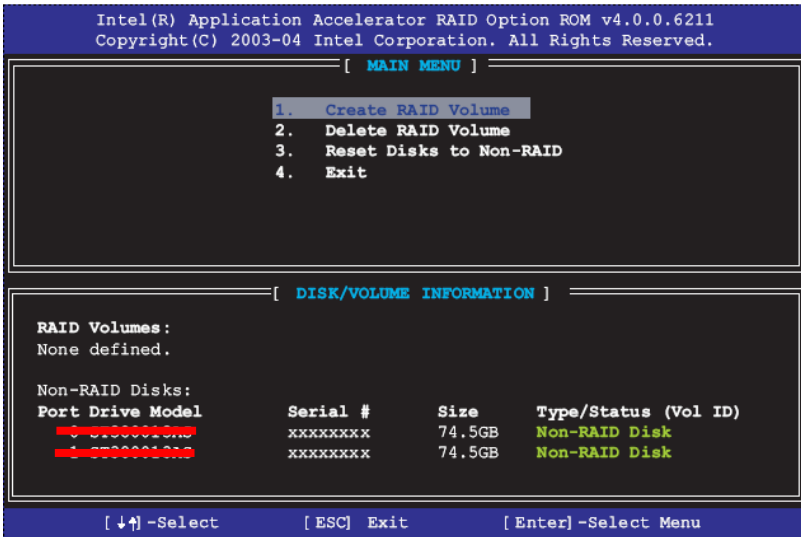 Intel(R) Application Accelerator RAID Option ROM v4.0.0.6211
Copyright(C) 2003-04 Intel Corporation. All Rights Reserved.
[ MAIN MENU ]
1. Create RAID Volume
2. Delete RAID Volume
3. Reset Disks to Non-RAID
4. Exit
[ DISK/VOLUME INFORMATION ]
RAID Volumes:
None defined.
Non-RAID Disks:
Port Drive Model Serial # Size Type/Status (Vol ID)
xxxxxxxx 74.5GB Non-RAID Disk
xxxxxxxx 74.5GB Non-RAID Disk
[↓↑]-Select [ESC] Exit [Enter]-Select Menu